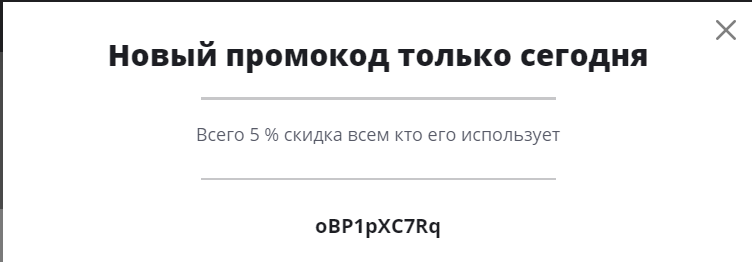 Новый промокод только сегодня
Всего 5 % скидка всем кто его использует
oBP1pXC7Rq